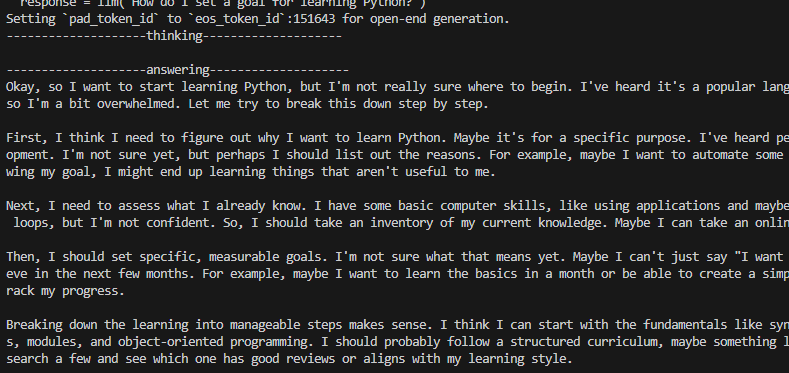 response = llm("How do I set a goal for learning Python?")
Setting `pad_token_id` to `eos_token_id`:151643 for open-end generation.
--------------------thinking--------------------
--------------------answering--------------------
Okay, so I want to start learning Python, but I'm not really sure where to begin. I've heard it's a popular lang
so I'm a bit overwhelmed. Let me try to break this down step by step.
First, I think I need to figure out why I want to learn Python. Maybe it's for a specific purpose. I've heard pe
opment. I'm not sure yet, but perhaps I should list out the reasons. For example, maybe I want to automate some
wing my goal, I might end up learning things that aren't useful to me.
Next, I need to assess what I already know. I have some basic computer skills, like using applications and maybe
loops, but I'm not confident. So, I should take an inventory of my current knowledge. Maybe I can take an onlin
Then, I should set specific, measurable goals. I'm not sure what that means yet. Maybe I can't just say "I want
eve in the next few months. For example, maybe I want to learn the basics in a month or be able to create a simp
rack my progress.
Breaking down the learning into manageable steps makes sense. I think I can start with the fundamentals like syn
s, modules, and object-oriented programming. I should probably follow a structured curriculum, maybe something l
search a few and see which one has good reviews or aligns with my learning style.